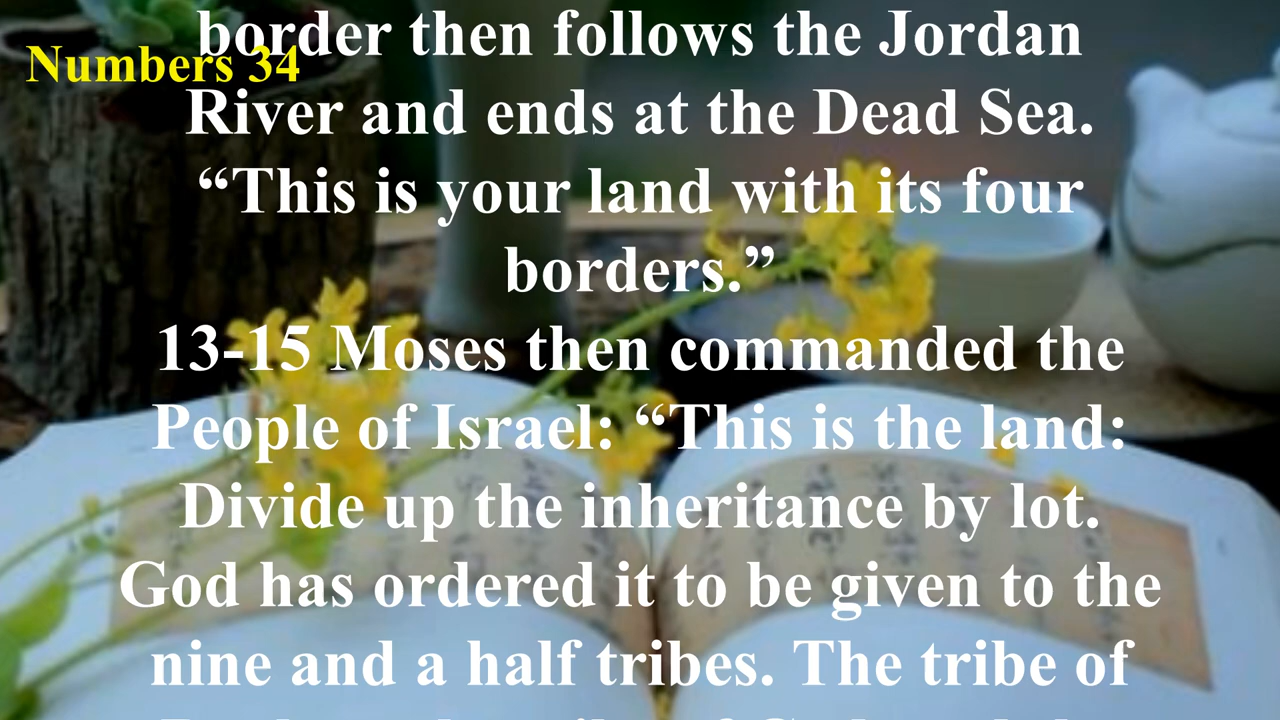 border then follows the Jordan
Numbers 34
River and ends at the Dead Sea.
“This is your land with its four
borders.”
13-15 Moses then commanded the
People of Israel: “This is the land:
Divide up the inheritance by lot.
God has ordered it to be given to the
nine and a half tribes. The tribe of